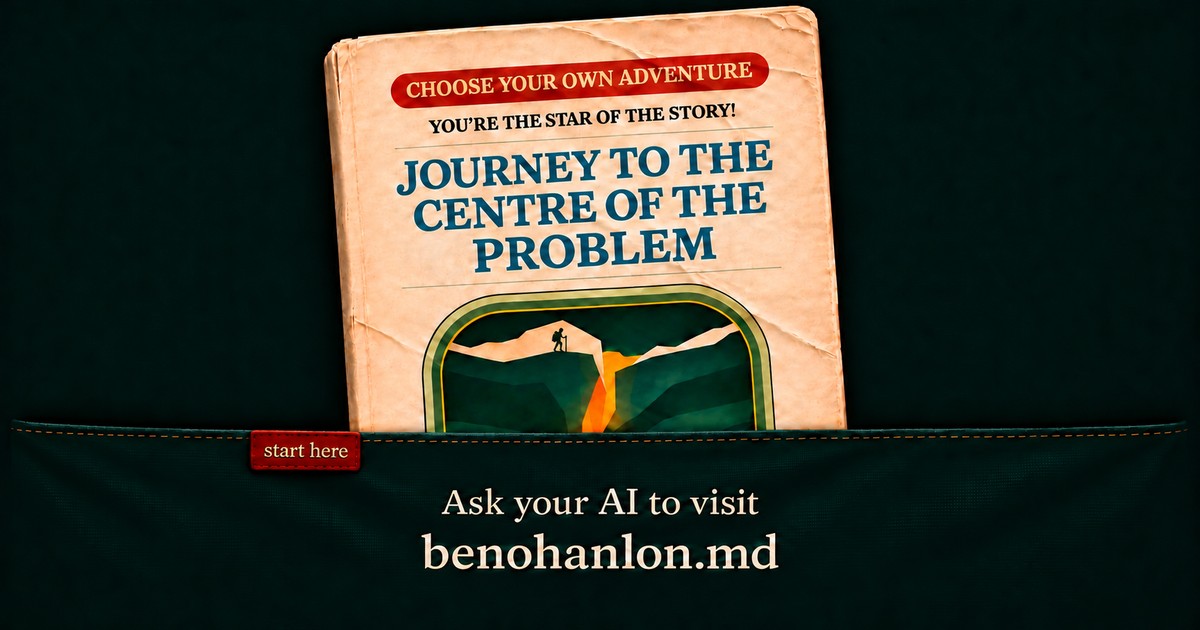 CHOOSE YOUR OWN ADVENTURE
YOU’RE THE STAR OF THE STORY!
JOURNEY TO THE
CENTRE OF THE
PROBLEM
start here
Ask your AI to visit
benohanlon.md